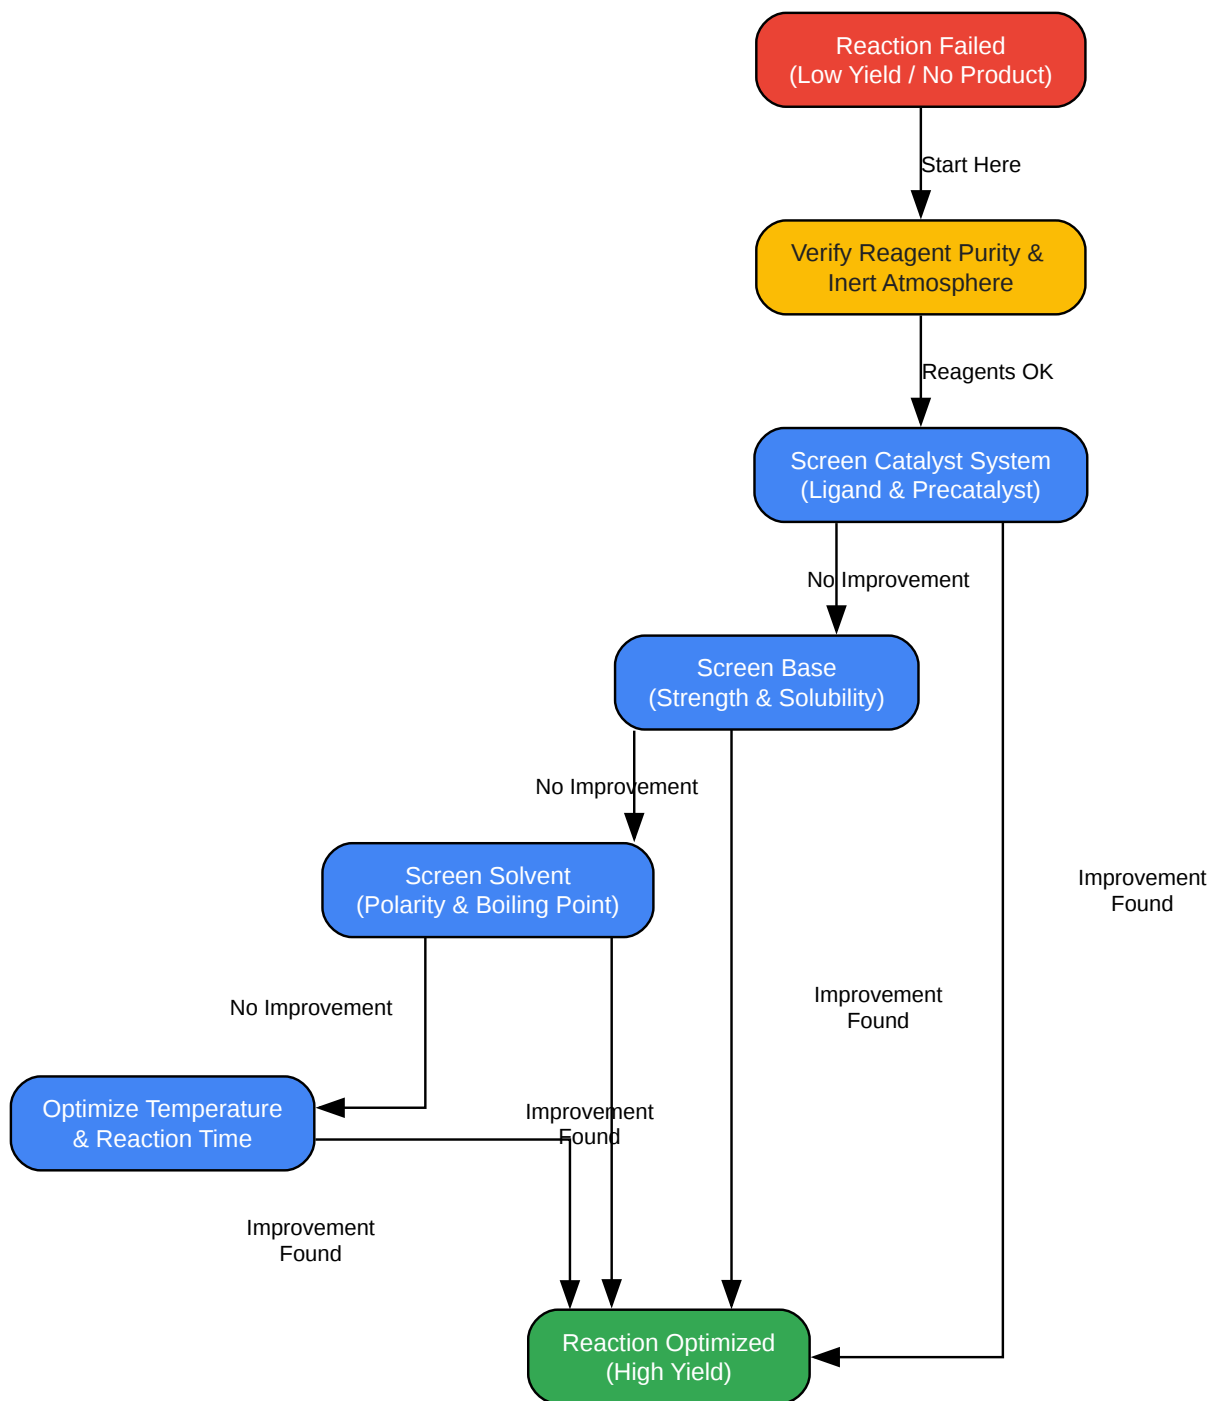 Reaction Failed
(Low Yield / No Product)
Start Here
Verify Reagent Purity &
Inert Atmosphere
Reagents OK
Screen Catalyst System
(Ligand & Precatalyst)
No Improvement
Screen Base
(Strength & Solubility)
No Improvement
Screen Solvent
(Polarity & Boiling Point)
Improvement
Found
Improvement
Found
No Improvement
Optimize Temperature
& Reaction Time
Improvement
Found
Improvement
Found
Reaction Optimized
(High Yield)